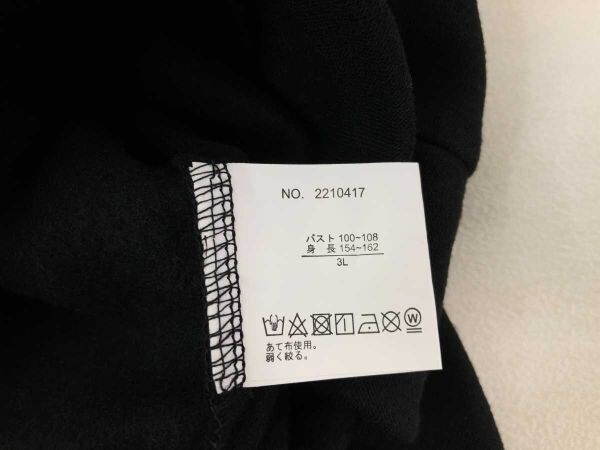 NO. 2210417
バスト 100~108
身 長 154~162
3L
W
あて布使用。
弱く絞る。